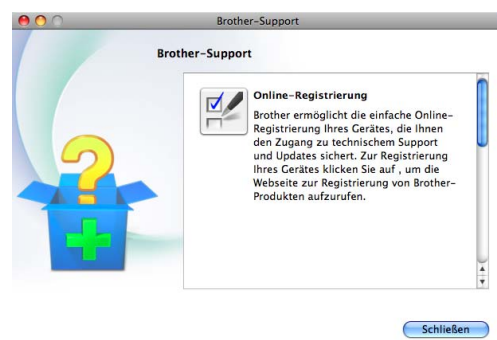 Brother-Support
Brother-Support
Online-Registrierung
Brother ermöglicht die einfache Online-
Registrierung Ihres Gerätes, die Ihnen
den Zugang zu technischem Support
und Updates sichert. Zur Registrierung
Ihres Gerätes klicken Sie auf , um die
Webseite zur Registrierung von Brother-
Produkten aufzurufen.
Schließen